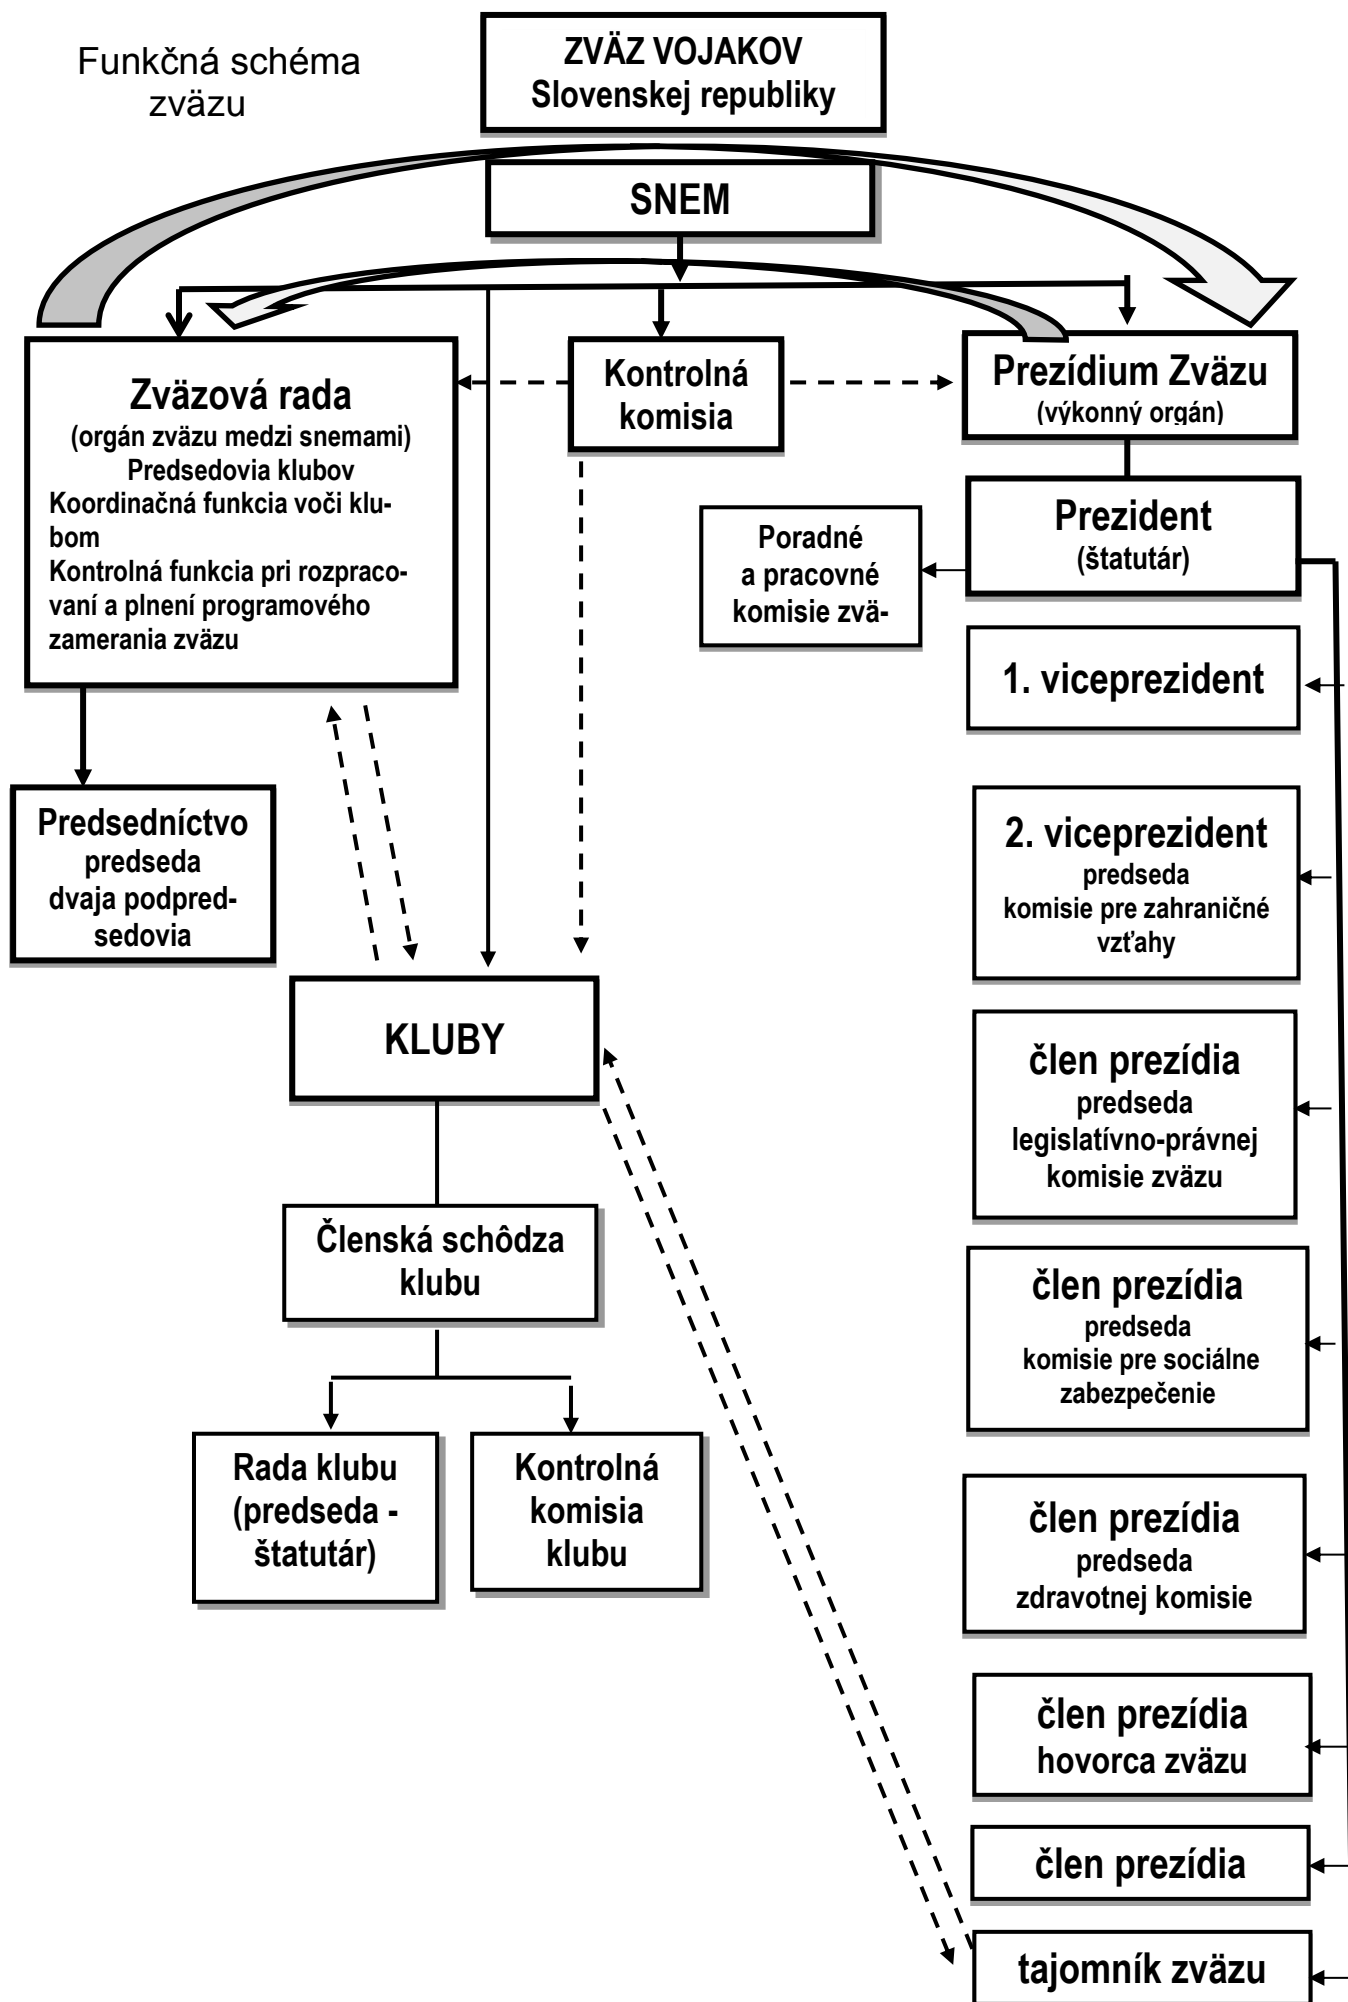 Funkčná schéma
zväzu
ZVÄZ VOJAKOV
Slovenskej republiky
SNEM
Zväzová rada
(orgán zväzu medzi snemami)
Predsedovia klubov
Koordinačná funkcia voči klu-
bom
Kontrolná funkcia pri rozpraco-
vaní a plnení programového
zamerania zväzu
Kontrolná
komisia
Prezídium Zväzu
(výkonný orgán)
Prezident
(štatutár)
Poradné
a pracovné
komisie zvä-
1. viceprezident
Predsedníctvo
predseda
dvaja podpred-
sedovia
2. viceprezident
predseda
komisie pre zahraničné
vzťahy
KLUBY
člen prezídia
predseda
legislatívno-právnej
komisie zväzu
Členská schôdza
klubu
člen prezídia
predseda
komisie pre sociálne
zabezpečenie
Rada klubu
(predseda -
štatutár)
Kontrolná
komisia
klubu
člen prezídia
predseda
zdravotnej komisie
člen prezídia
hovorca zväzu
člen prezídia
tajomník zväzu